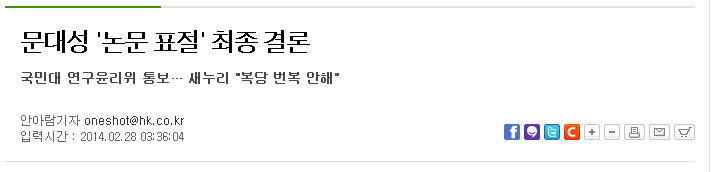 문대성 '논문 표절' 최종 결론
국민대 연구윤리위 통보… 새누리 "복당 번복 안해"
안아람기자 oneshot@hk.co.kr
입력시간 : 2014.02.28 03:36:04